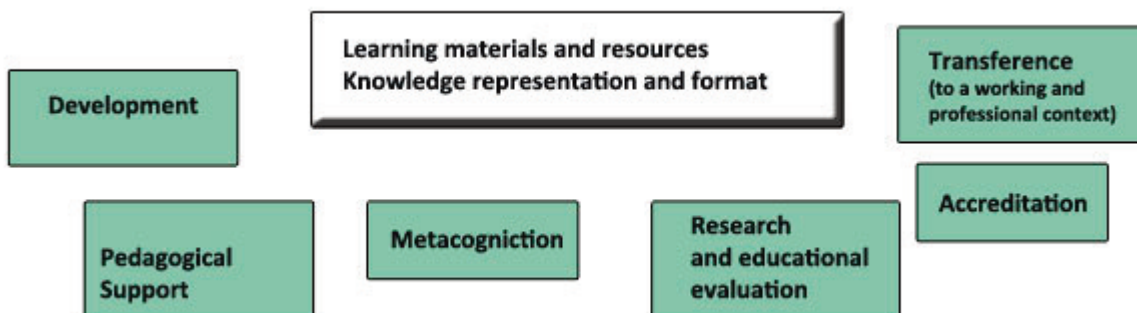 Learning materials and resources
Knowledge representation and format
Transference
(to a working and
professional context)
Development
Accreditation
Pedagogical
Support
Metacogniction
Research
and educational
evaluation